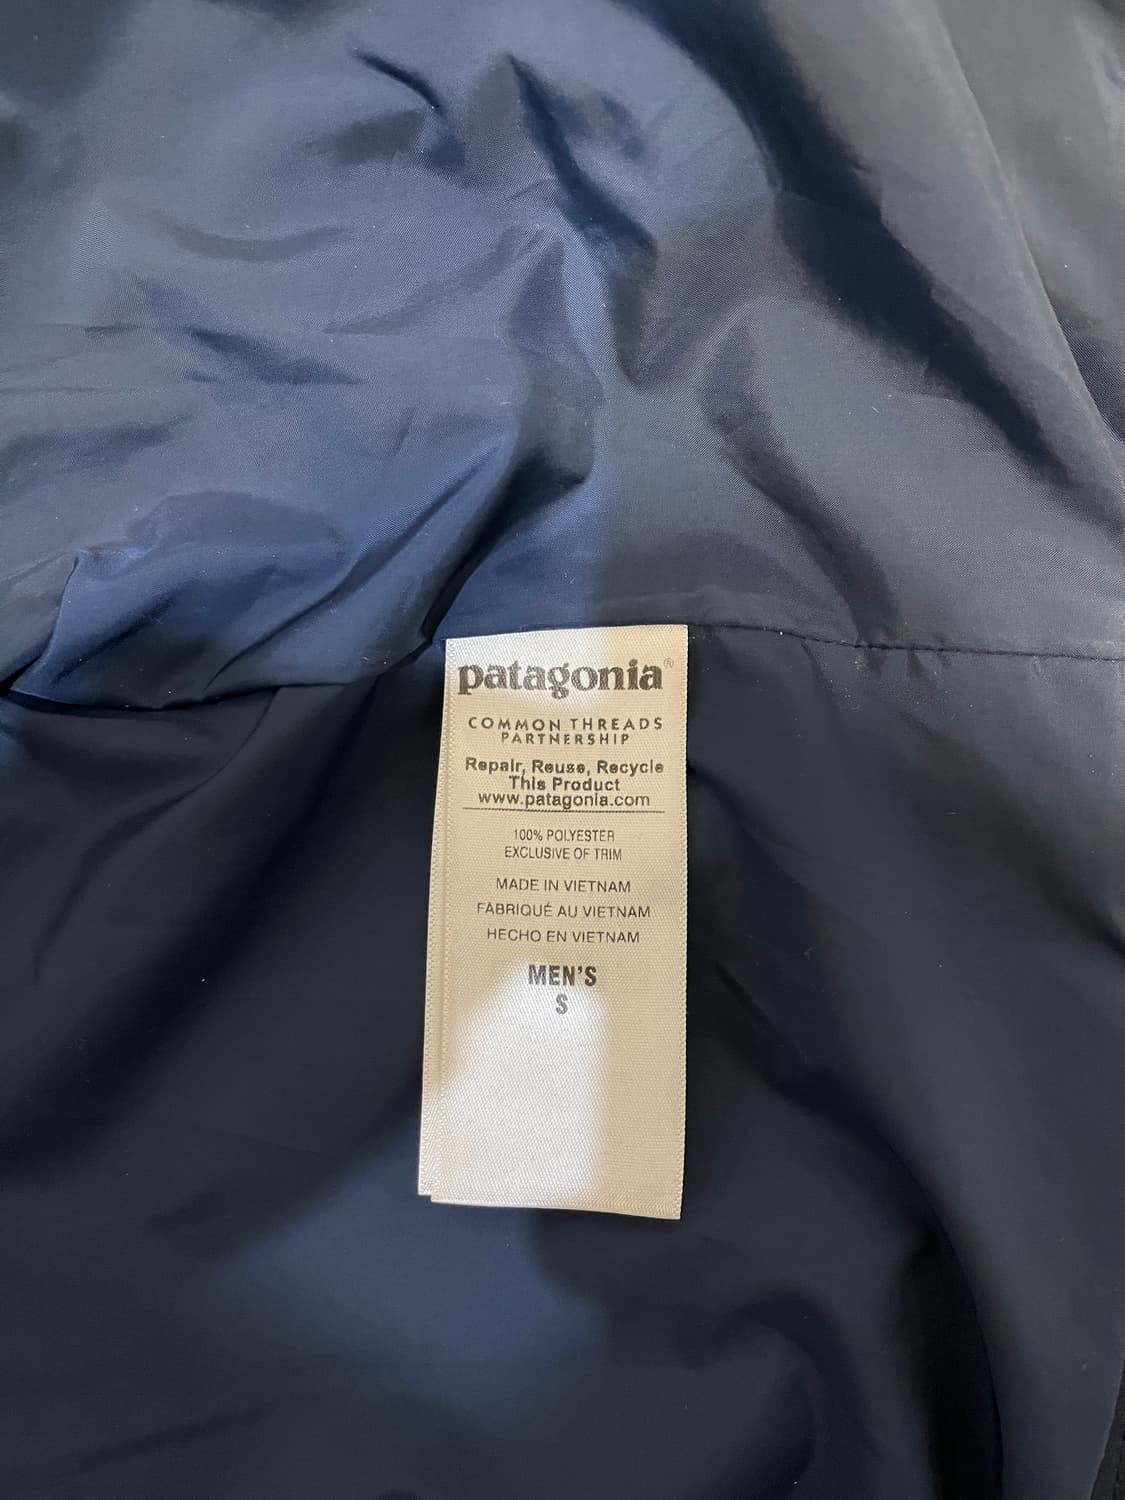 patagonia®
COMMON THREADS
PARTNERSHIP
Repair, Reuse, Recycle
This Product
www.patagonia.com
100% POLYESTER
EXCLUSIVE OF TRIM
MADE IN VIETNAM
FABRIQUÉ AU VIETNAM
HECHO EN VIETNAM
MEN'S
S